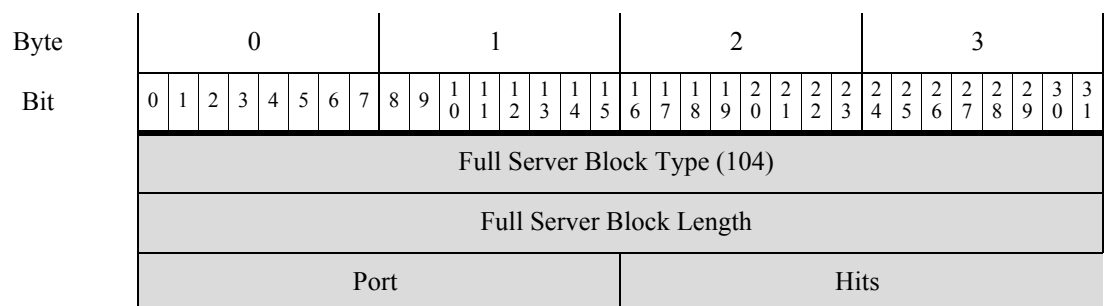 Byte 0 1 2 3
Bit 0 1 2 3 4 5 6 7 8 9 10 11 12 13 14 15 16 17 18 19 20 21 22 23 24 25 26 27 28 29 30 31
Full Server Block Type (104)
Full Server Block Length
Port Hits